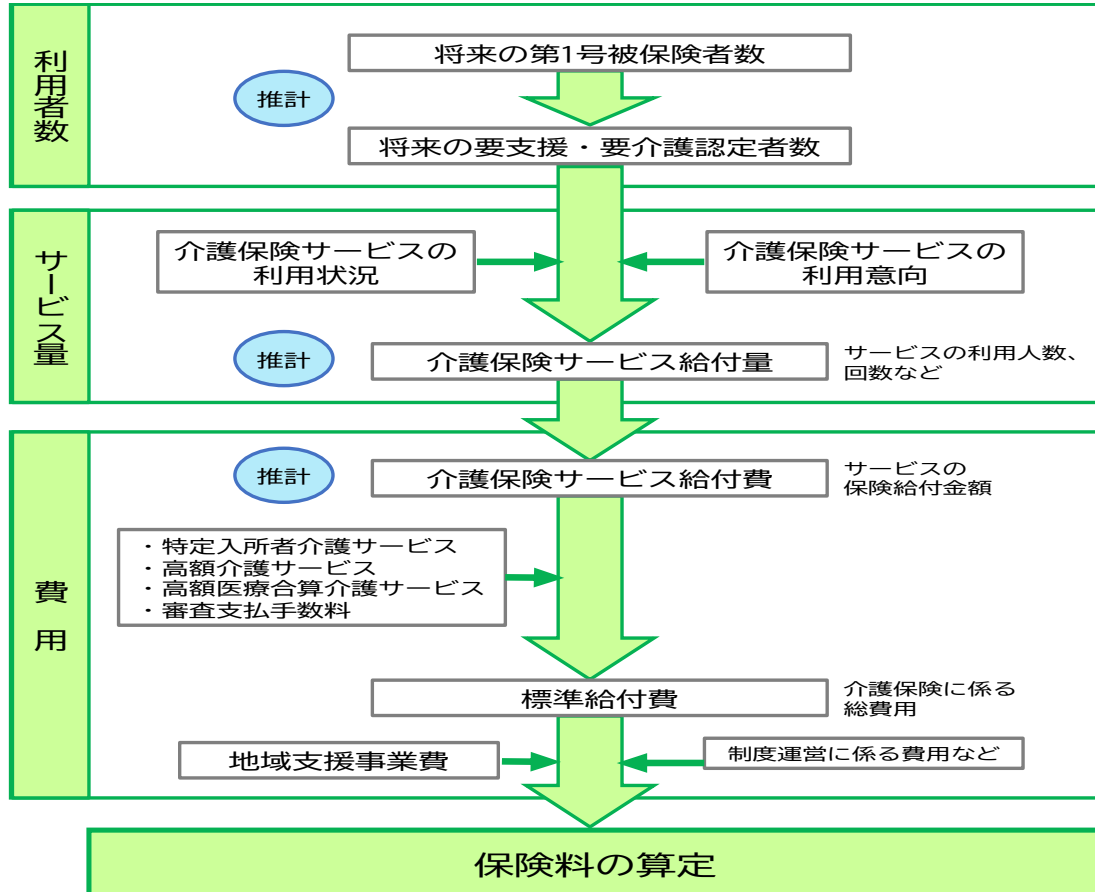 利用者数
将来の第1号被保険者数
推計
将来の要支援・要介護認定者数
サービス量
介護保険サービスの
利用状況
介護保険サービスの
利用意向
推計
介護保険サービス給付量
サービスの利用人数、
回数など
費用
推計
介護保険サービス給付費
サービスの
保険給付金額
・特定入所者介護サービス
・高額介護サービス
・高額医療合算介護サービス
・審査支払手数料
標準給付費
介護保険に係る
総費用
地域支援事業費
制度運営に係る費用など
保険料の算定